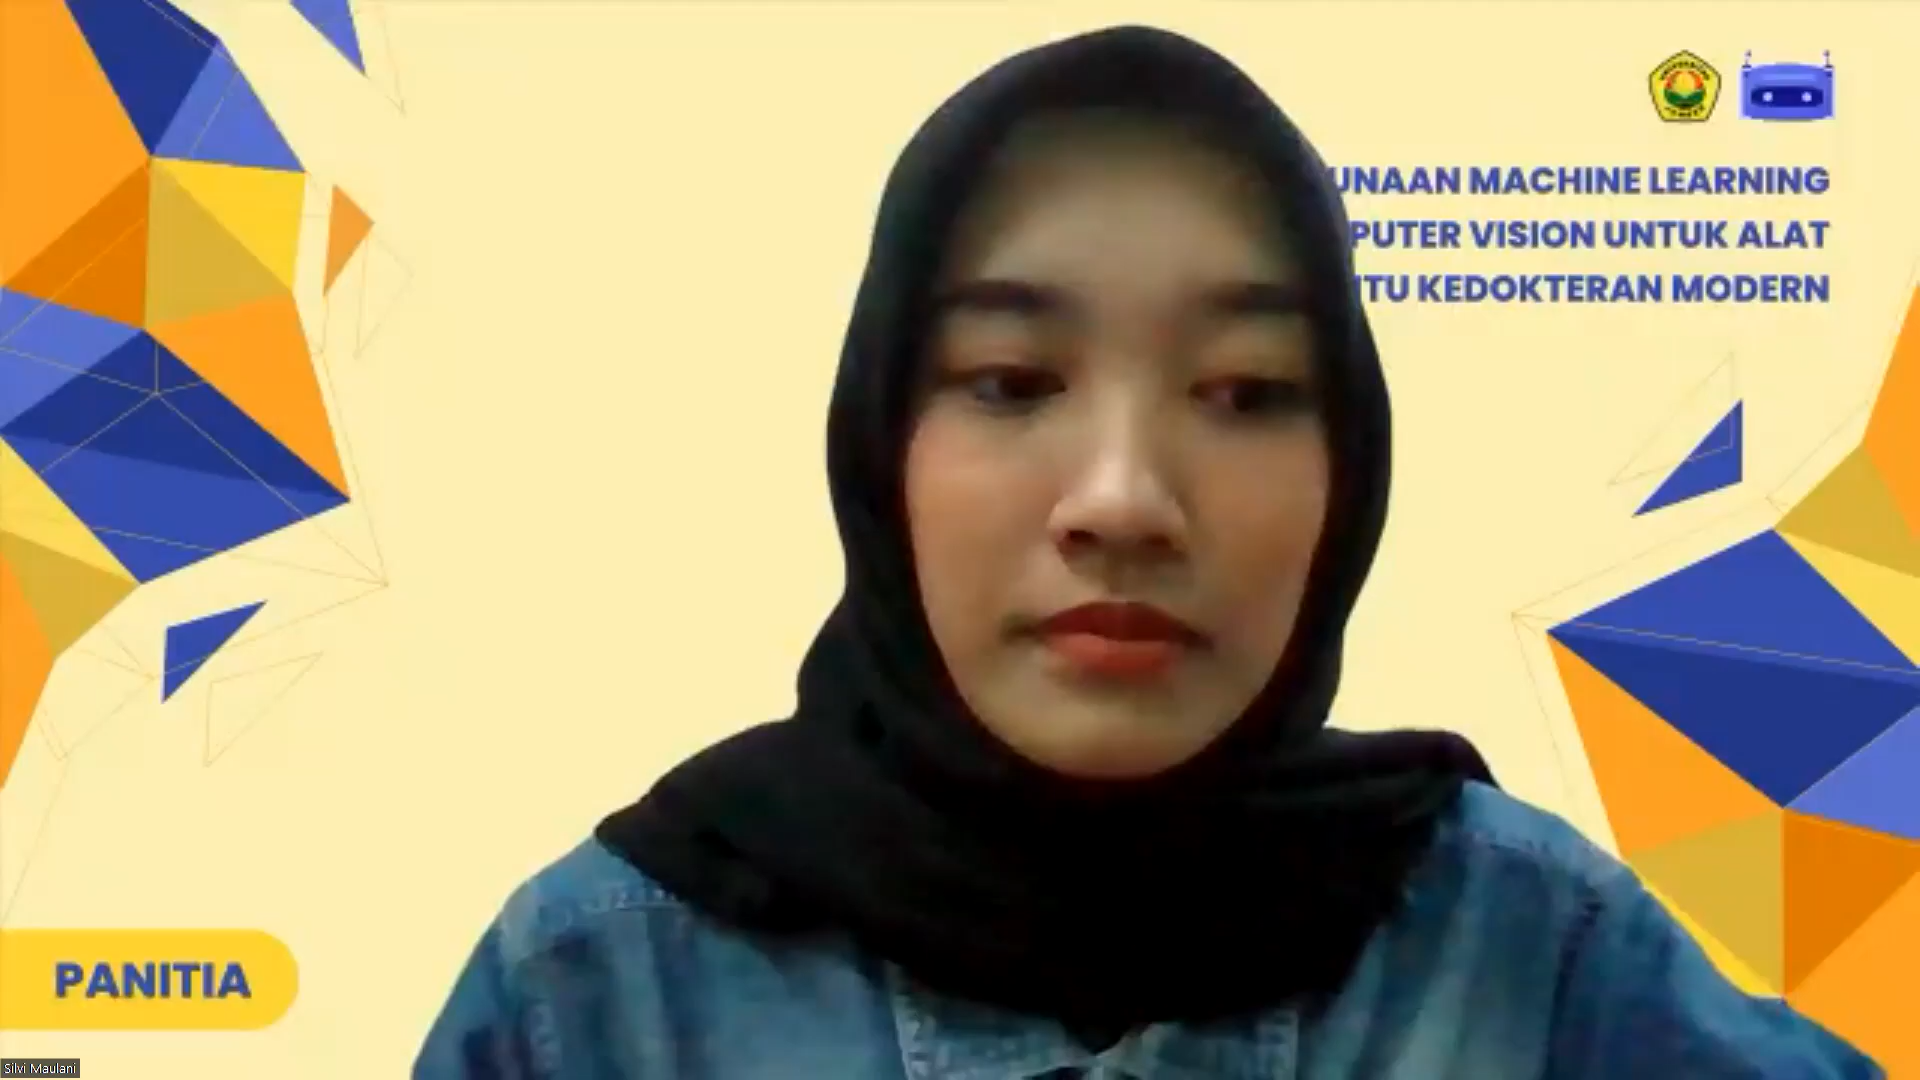 UNAAN MACHINE LEARNING
PUTER VISION UNTUK ALAT
TU KEDOKTERAN MODERN
PANITIA
Silvi Maulani